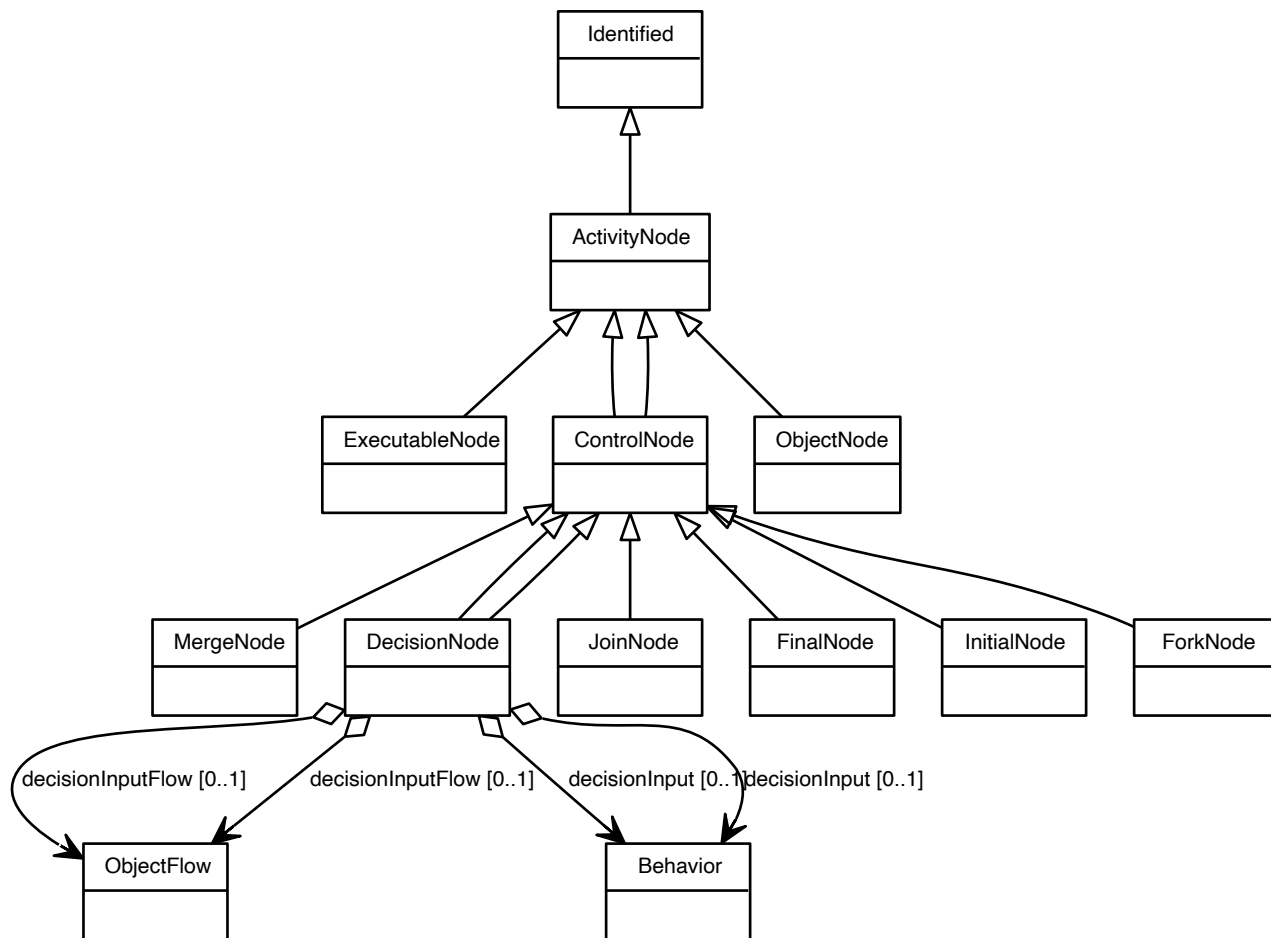 Identified
ActivityNode
ExecutableNode
ControlNode
ObjectNode
MergeNode
DecisionNode
JoinNode
FinalNode
InitialNode
ForkNode
decisionInputFlow [0..1]
decisionInputFlow [0..1]
decisionInput [0..1]
decisionInput [0..1]
ObjectFlow
Behavior